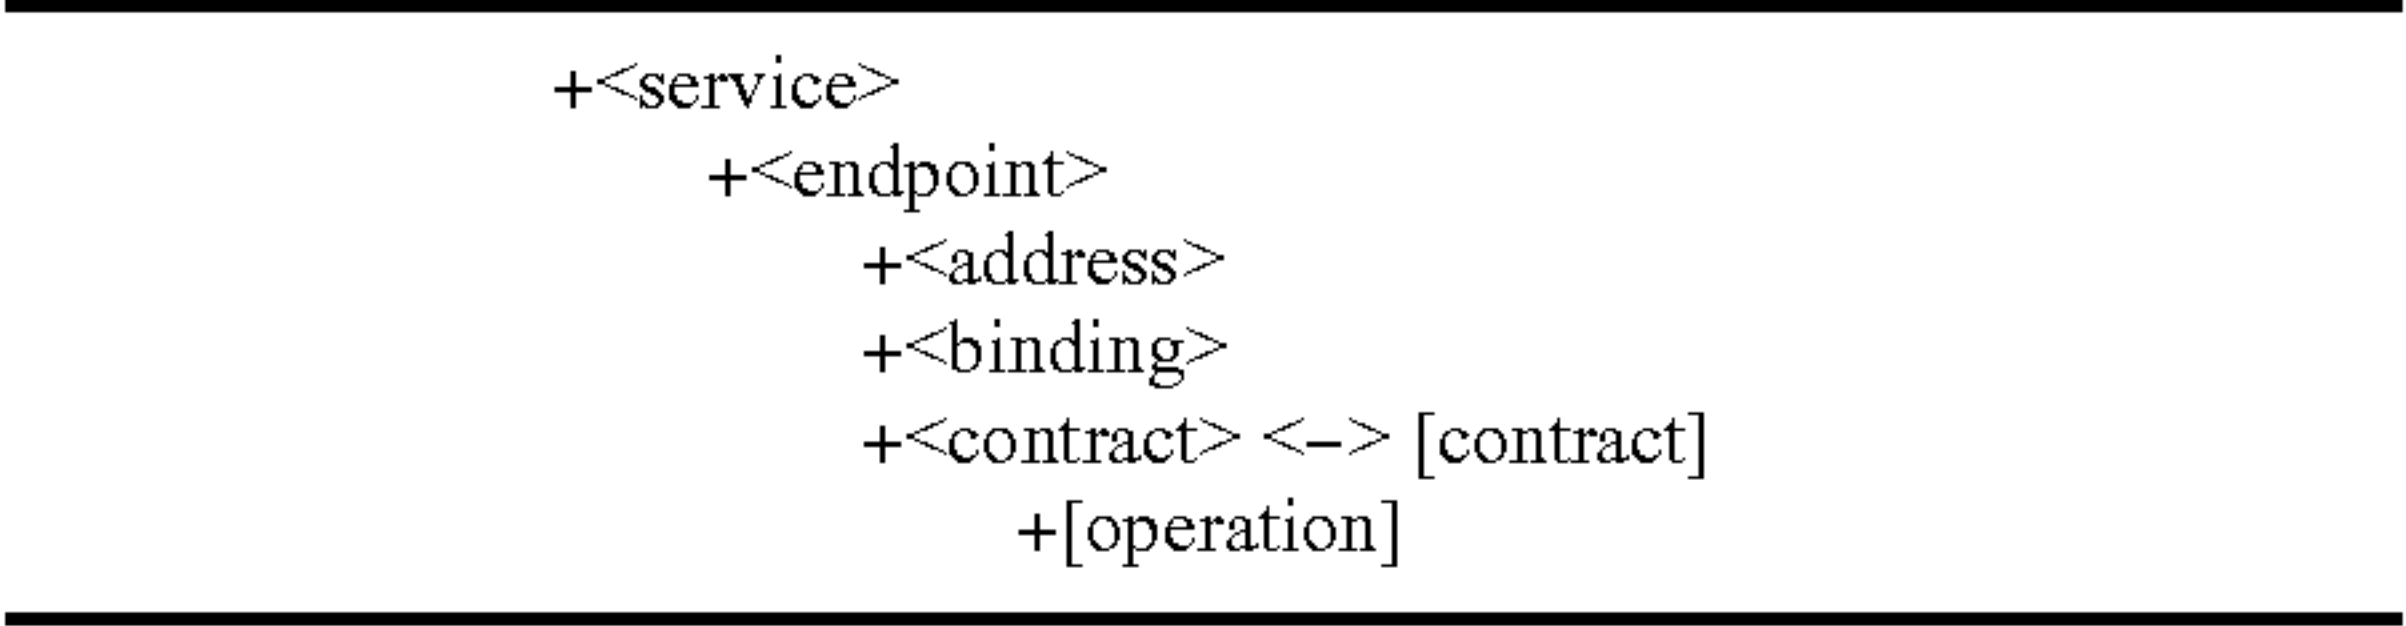 +<service>
+<endpoint>
+<address>
+<binding>
+<contract> <–> [contract]
+[operation]